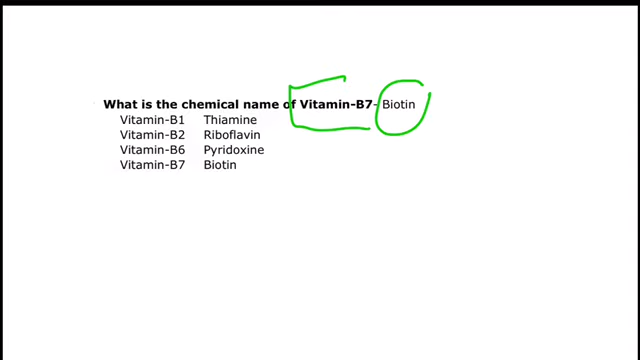 What is the chemical name of Vitamin-B7- Biotin
Vitamin-B1 Thiamine
Vitamin-B2 Riboflavin
Vitamin-B6 Pyridoxine
Vitamin-B7 Biotin